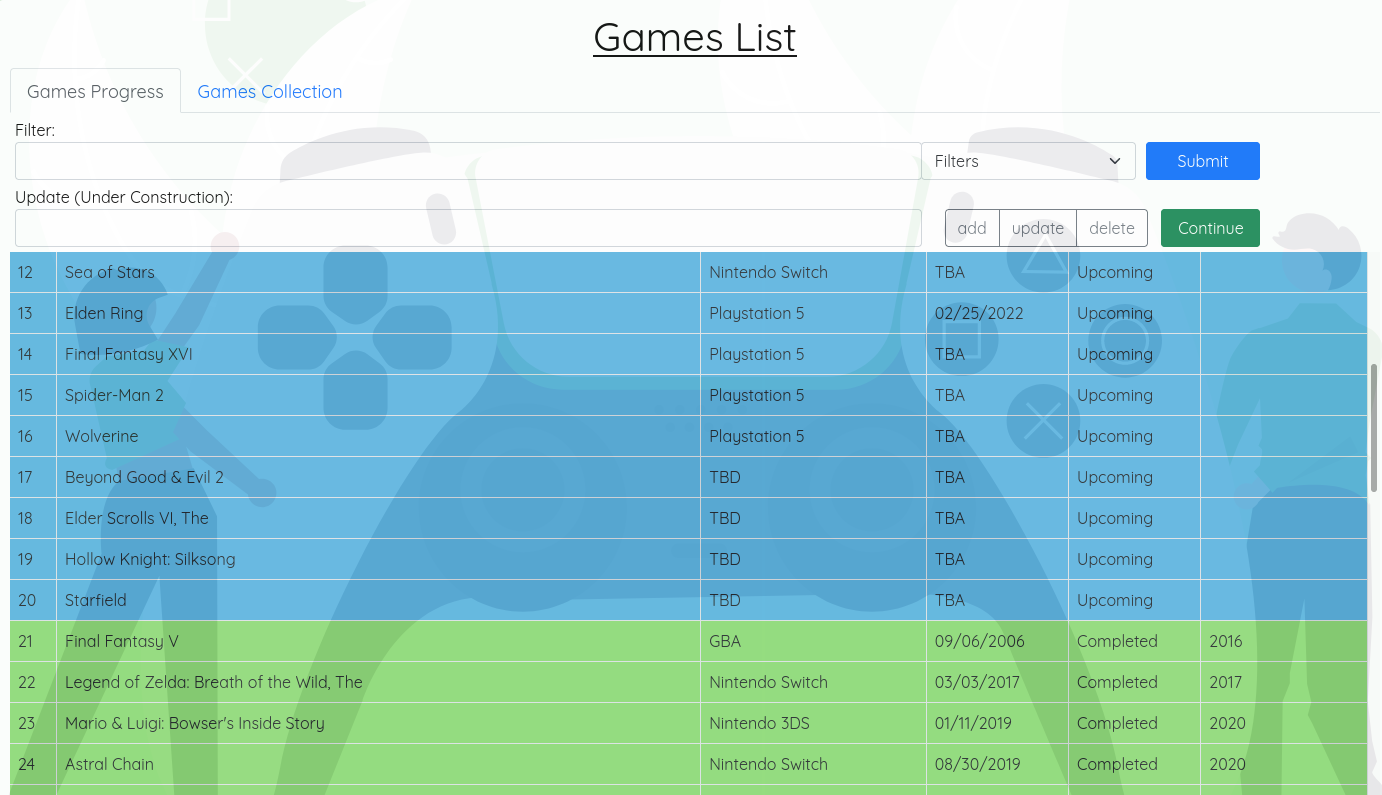 Games List
Games Progress Games Collection
Filter:
Filters Submit
Update (Under Construction):
add update delete Continue
12 Sea of Stars Nintendo Switch TBA Upcoming
13 Elden Ring Playstation 5 02/25/2022 Upcoming
14 Final Fantasy XVI Playstation 5 TBA Upcoming
15 Spider-Man 2 Playstation 5 TBA Upcoming
16 Wolverine Playstation 5 TBA Upcoming
17 Beyond Good & Evil 2 TBD TBA Upcoming
18 Elder Scrolls VI, The TBD TBA Upcoming
19 Hollow Knight: Silksong TBD TBA Upcoming
20 Starfield TBD TBA Upcoming
21 Final Fantasy V GBA 09/06/2006 Completed 2016
22 Legend of Zelda: Breath of the Wild, The Nintendo Switch 03/03/2017 Completed 2017
23 Mario & Luigi: Bowser's Inside Story Nintendo 3DS 01/11/2019 Completed 2020
24 Astral Chain Nintendo Switch 08/30/2019 Completed 2020